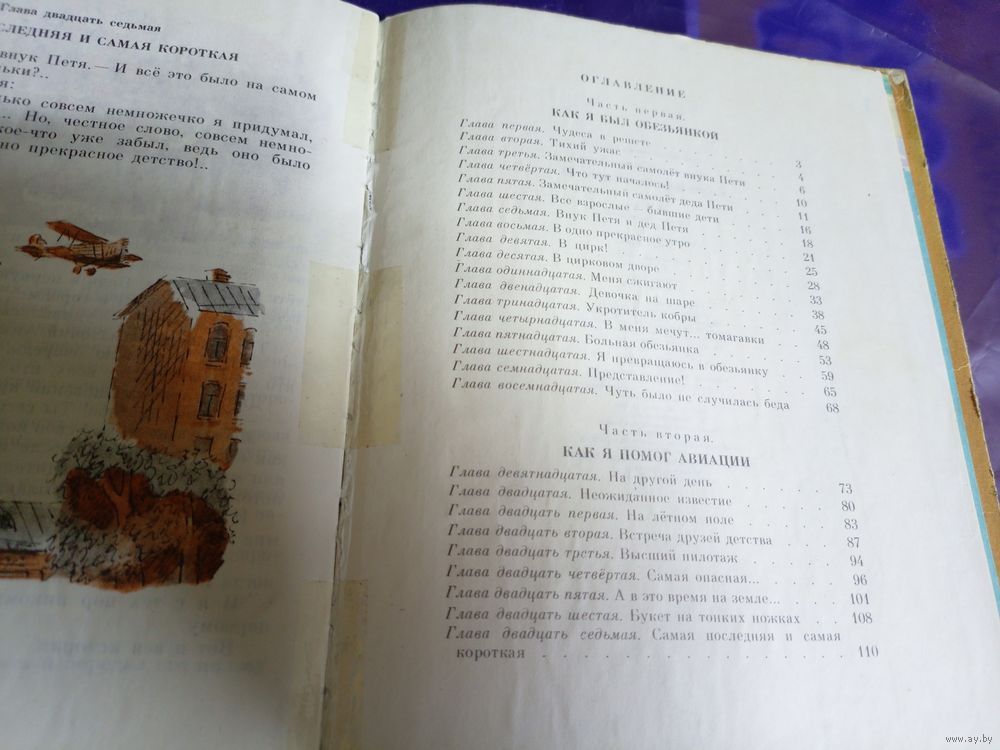 Глава двадцать седьмая
СЛЕДНЯЯ И САМАЯ КОРОТКАЯ
внук Петя. — И всё это было на самом
ньки?..
я:
лько совсем немножечко я придумал,
... Но, честное слово, совсем немно-
кое-что уже забыл, ведь оно было
но прекрасное детство!..
ОГЛАВЛЕНИЕ
Часть первая.
КАК Я БЫЛ ОБЕЗЬЯНКОЙ
Глава первая. Чудеса в решете . . . 3
Глава вторая. Тихий ужас . . . 4
Глава третья. Замечательный самолёт внука Пети . . . 6
Глава четвёртая. Что тут началось! . . . 10
Глава пятая. Замечательный самолёт деда Пети . . . 11
Глава шестая. Все взрослые — бывшие дети . . . 16
Глава седьмая. Внук Петя и дед Петя . . . 18
Глава восьмая. В одно прекрасное утро . . . 21
Глава девятая. В цирк! . . . 25
Глава десятая. В цирковом дворе . . . 28
Глава одиннадцатая. Меня сжигают . . . 33
Глава двенадцатая. Девочка на шаре . . . 38
Глава тринадцатая. Укротитель кобры . . . 45
Глава четырнадцатая. В меня мечут... томагавки . . . 48
Глава пятнадцатая. Больная обезьянка . . . 53
Глава шестнадцатая. Я превращаюсь в обезьянку . . . 59
Глава семнадцатая. Представление! . . . 65
Глава восемнадцатая. Чуть было не случилась беда 68
Часть вторая.
КАК Я ПОМОГ АВИАЦИИ
Глава девятнадцатая. На другой день . . . 73
Глава двадцатая. Неожиданное известие . . . 80
Глава двадцать первая. На лётном поле . . . 83
Глава двадцать вторая. Встреча друзей детства . . . 87
Глава двадцать третья. Высший пилотаж . . . 94
Глава двадцать четвёртая. Самая опасная... . . . 96
Глава двадцать пятая. А в это время на земле... . . . 101
Глава двадцать шестая. Букет на тонких ножках . . 108
Глава двадцать седьмая. Самая последняя и самая
короткая . . . 110
www.ay.by